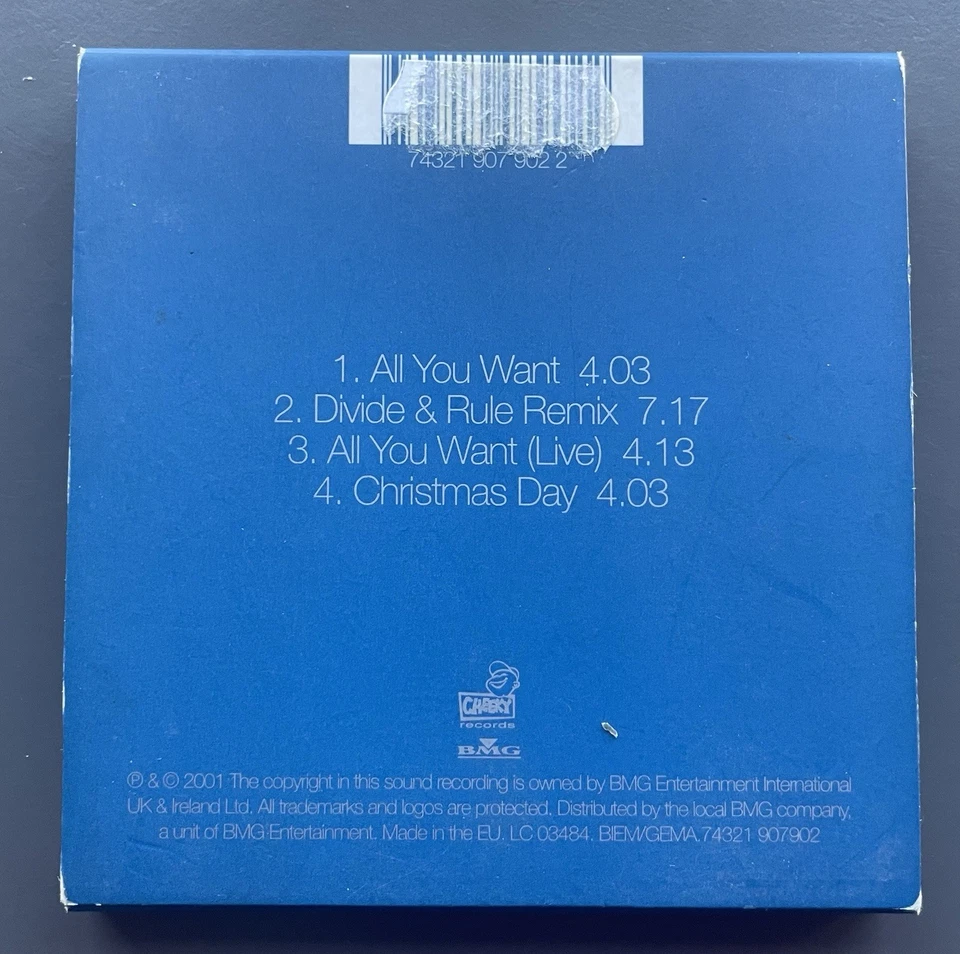 74321 907 902 2
1. All You Want 4.03
2. Divide & Rule Remix 7.17
3. All You Want (Live) 4.13
4. Christmas Day 4.03
CHEEKY
records
BMG
℗ & © 2001 The copyright in this sound recording is owned by BMG Entertainment International
UK & Ireland Ltd. All trademarks and logos are protected. Distributed by the local BMG company,
a unit of BMG Entertainment. Made in the EU. LC 03484. BIEM/GEMA.74321 907902